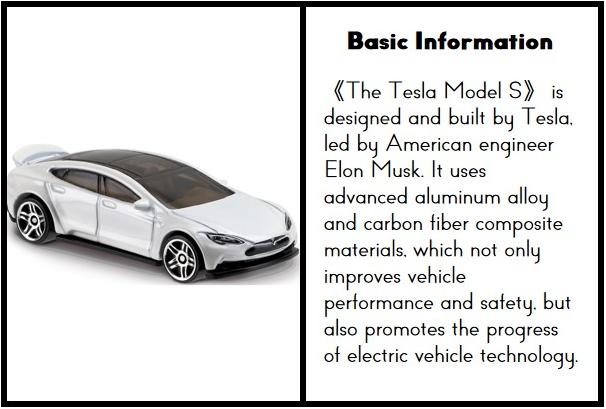 Basic Information
《The Tesla Model S》 is
designed and built by Tesla,
led by American engineer
Elon Musk. It uses
advanced aluminum alloy
and carbon fiber composite
materials, which not only
improves vehicle
performance and safety, but
also promotes the progress
of electric vehicle technology.